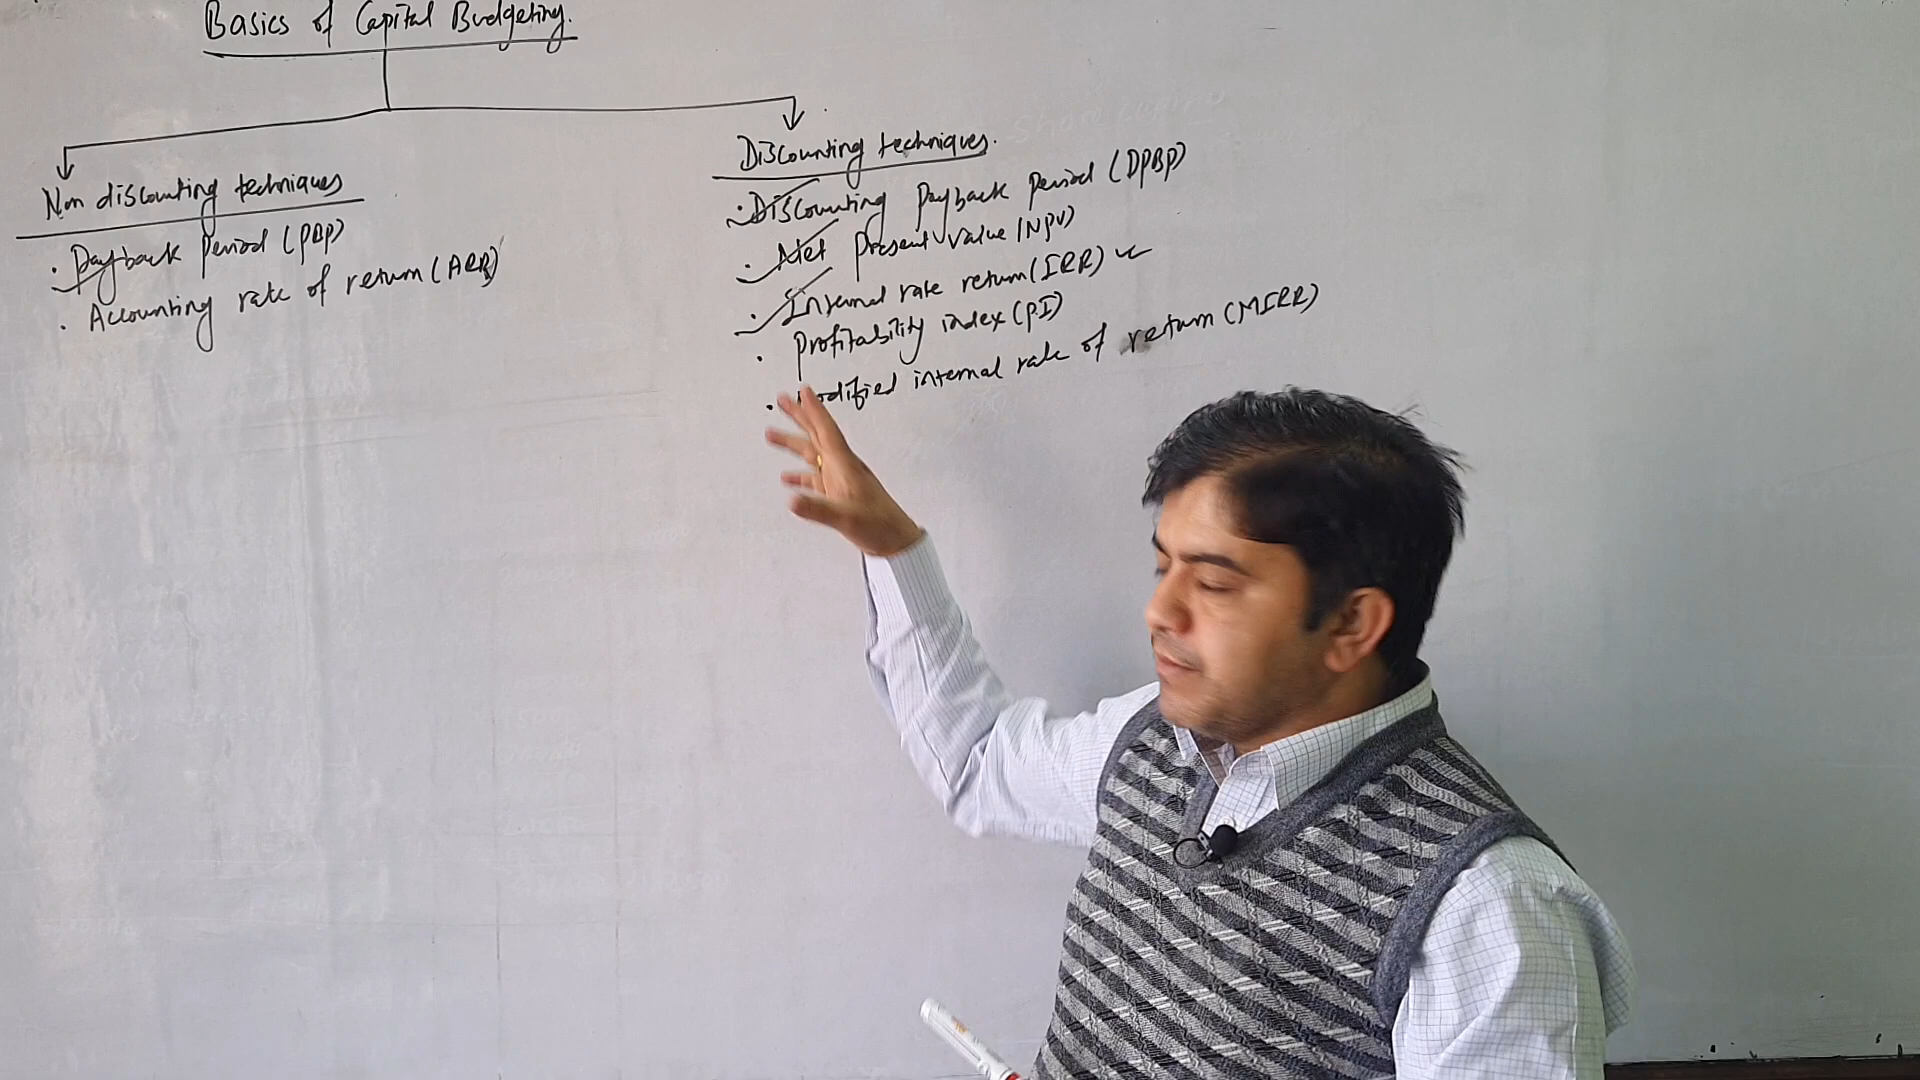 Basics of Capital Budgeting.
Non discounting techniques
· Payback Period (PBP)
· Accounting rate of return (ARR)
Discounting techniques.
· Discounting Payback Period (DPBP)
· Net Present Value (NPV)
· Internal rate return (IRR)
· Profitability index (PI)
· Modified internal rate of return (MIRR)